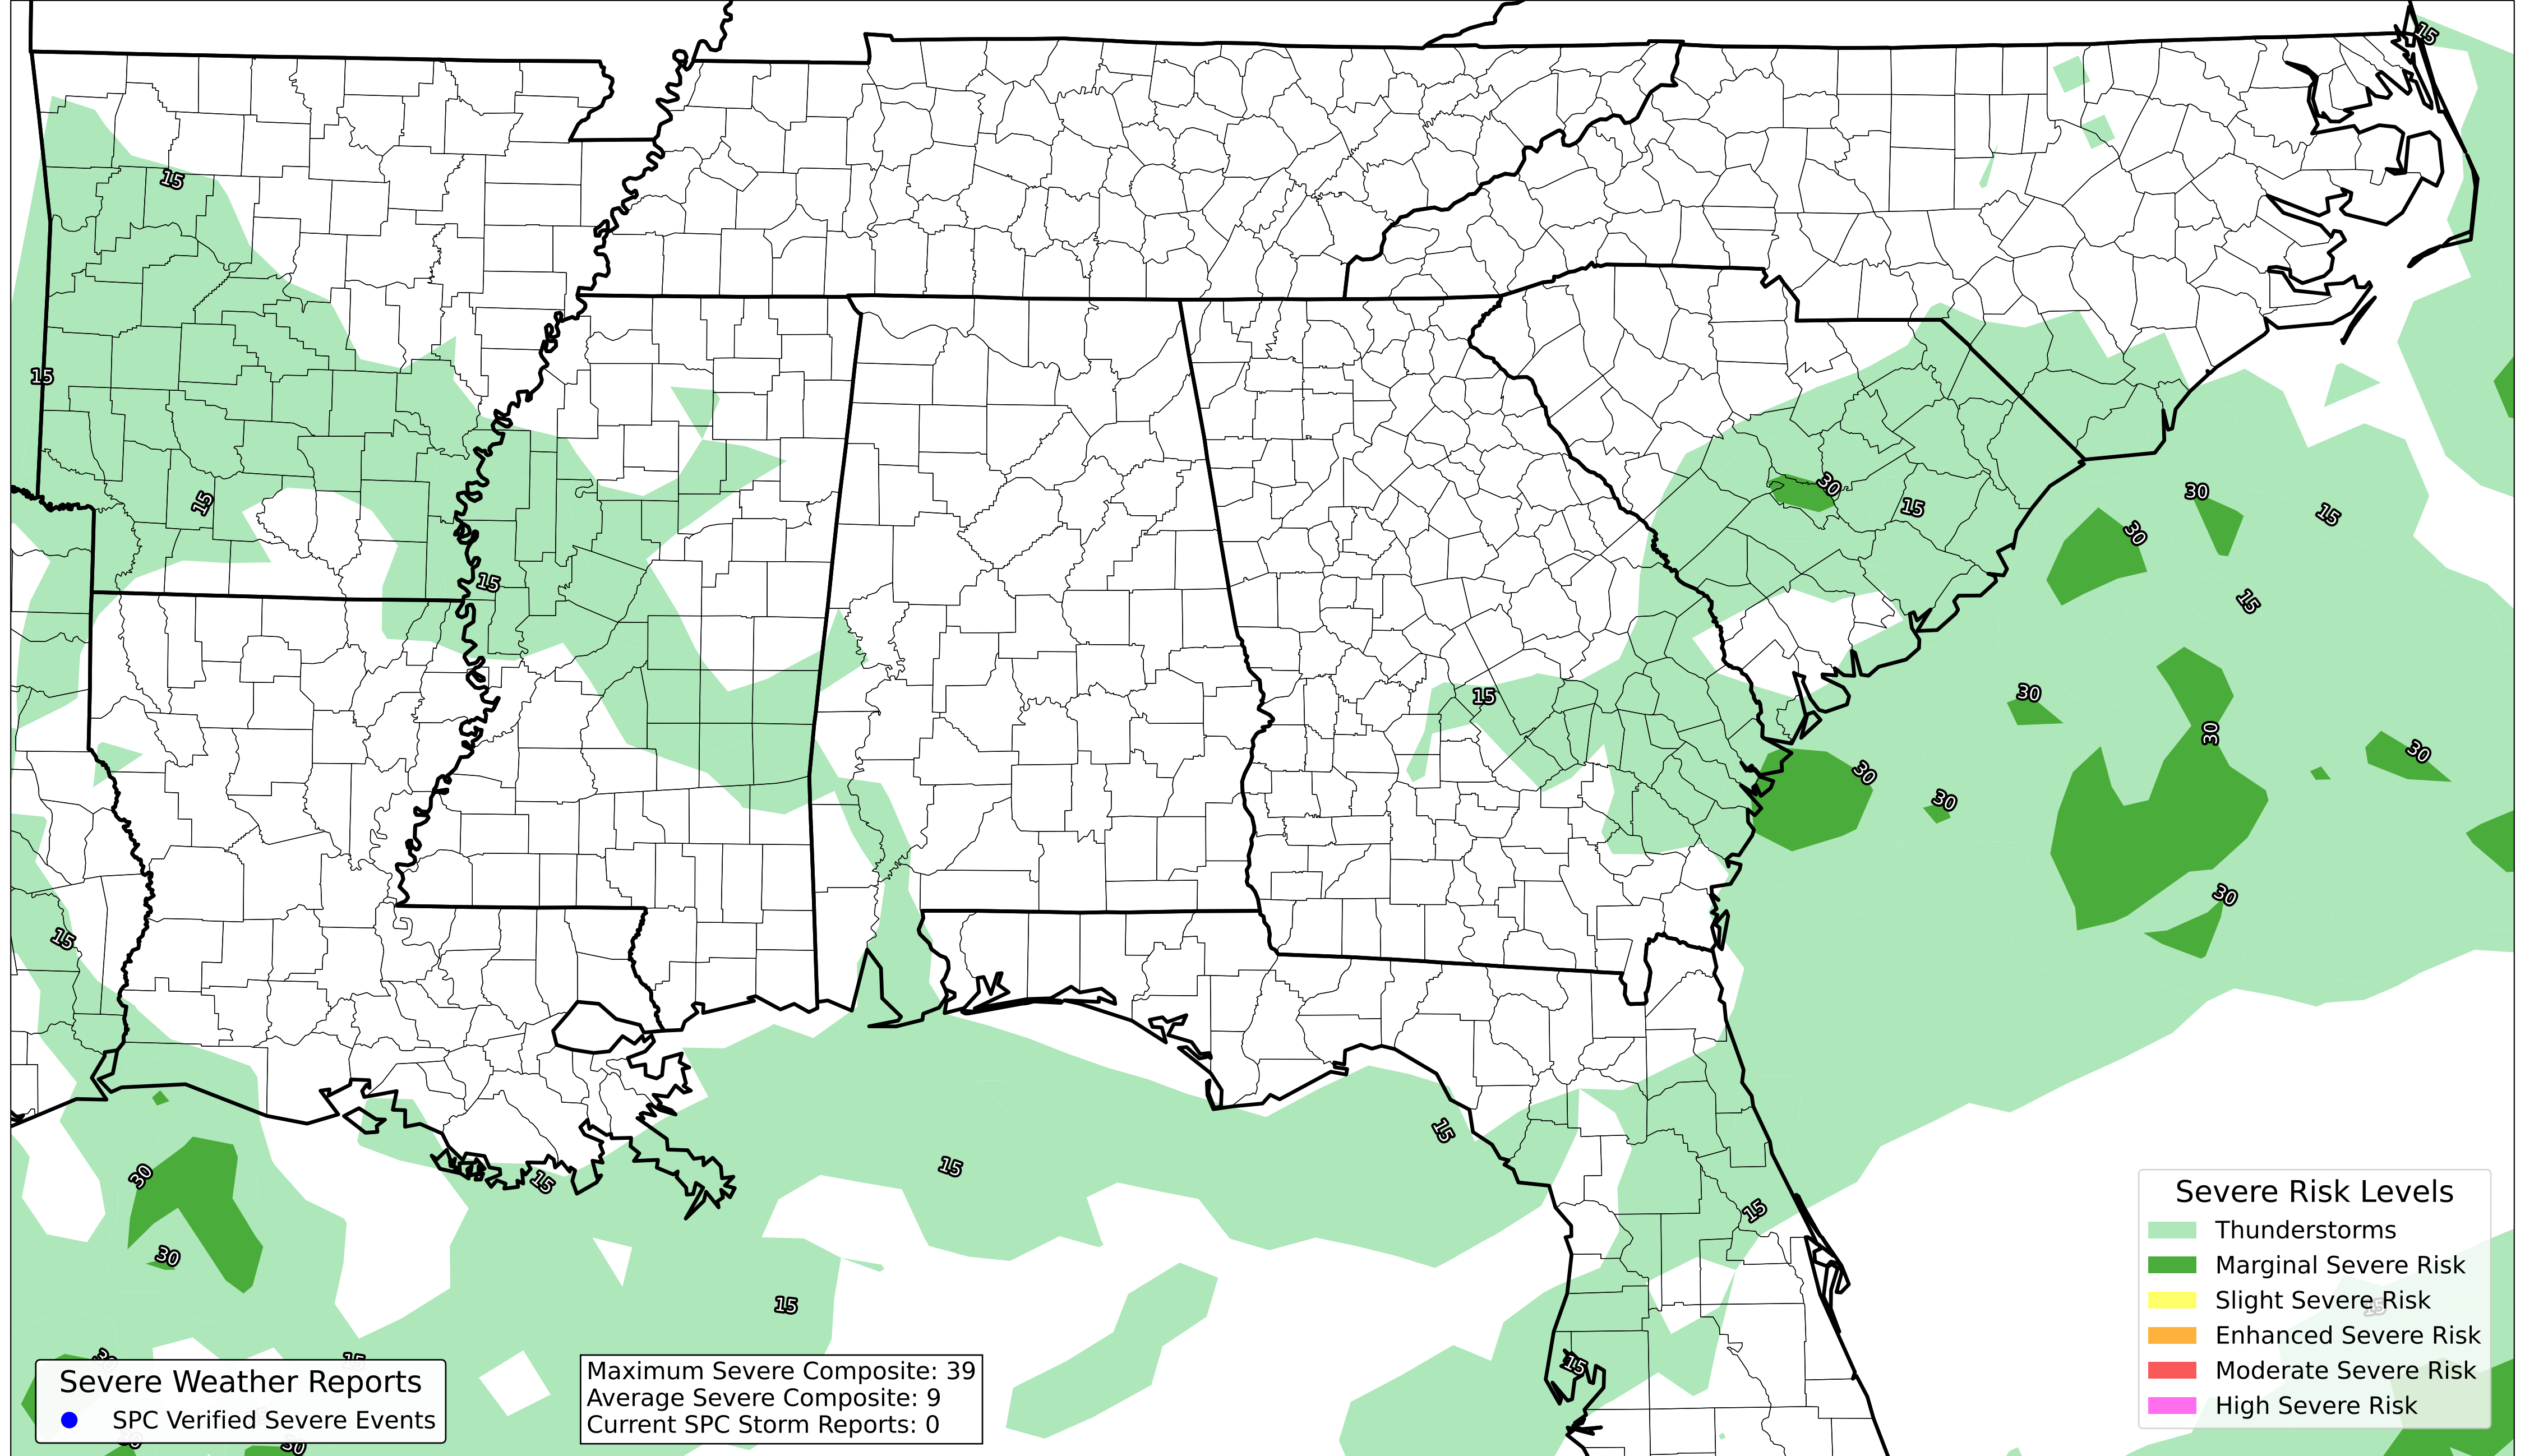 15
15
15
30
15
30
15
30
15
15
15
15
30
15
30
30
30
30
30
15
15
30
15
15
15
30
15
30
15
15
30
Severe Weather Reports
SPC Verified Severe Events
Maximum Severe Composite: 39
Average Severe Composite: 9
Current SPC Storm Reports: 0
Severe Risk Levels
Thunderstorms
Marginal Severe Risk
Slight Severe Risk
Enhanced Severe Risk
Moderate Severe Risk
High Severe Risk